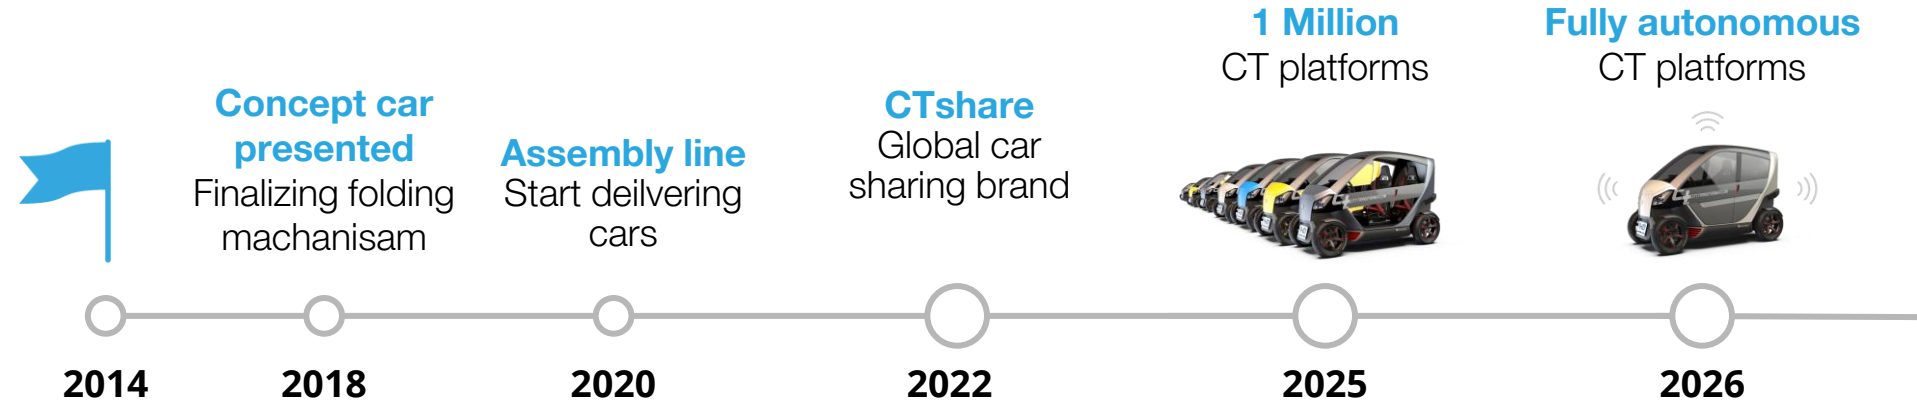 Concept car
presented
Finalizing folding
machanisam
Assembly line
Start deilvering
cars
CTshare
Global car
sharing brand
1 Million
CT platforms
Fully autonomous
CT platforms
2014
2018
2020
2022
2025
2026